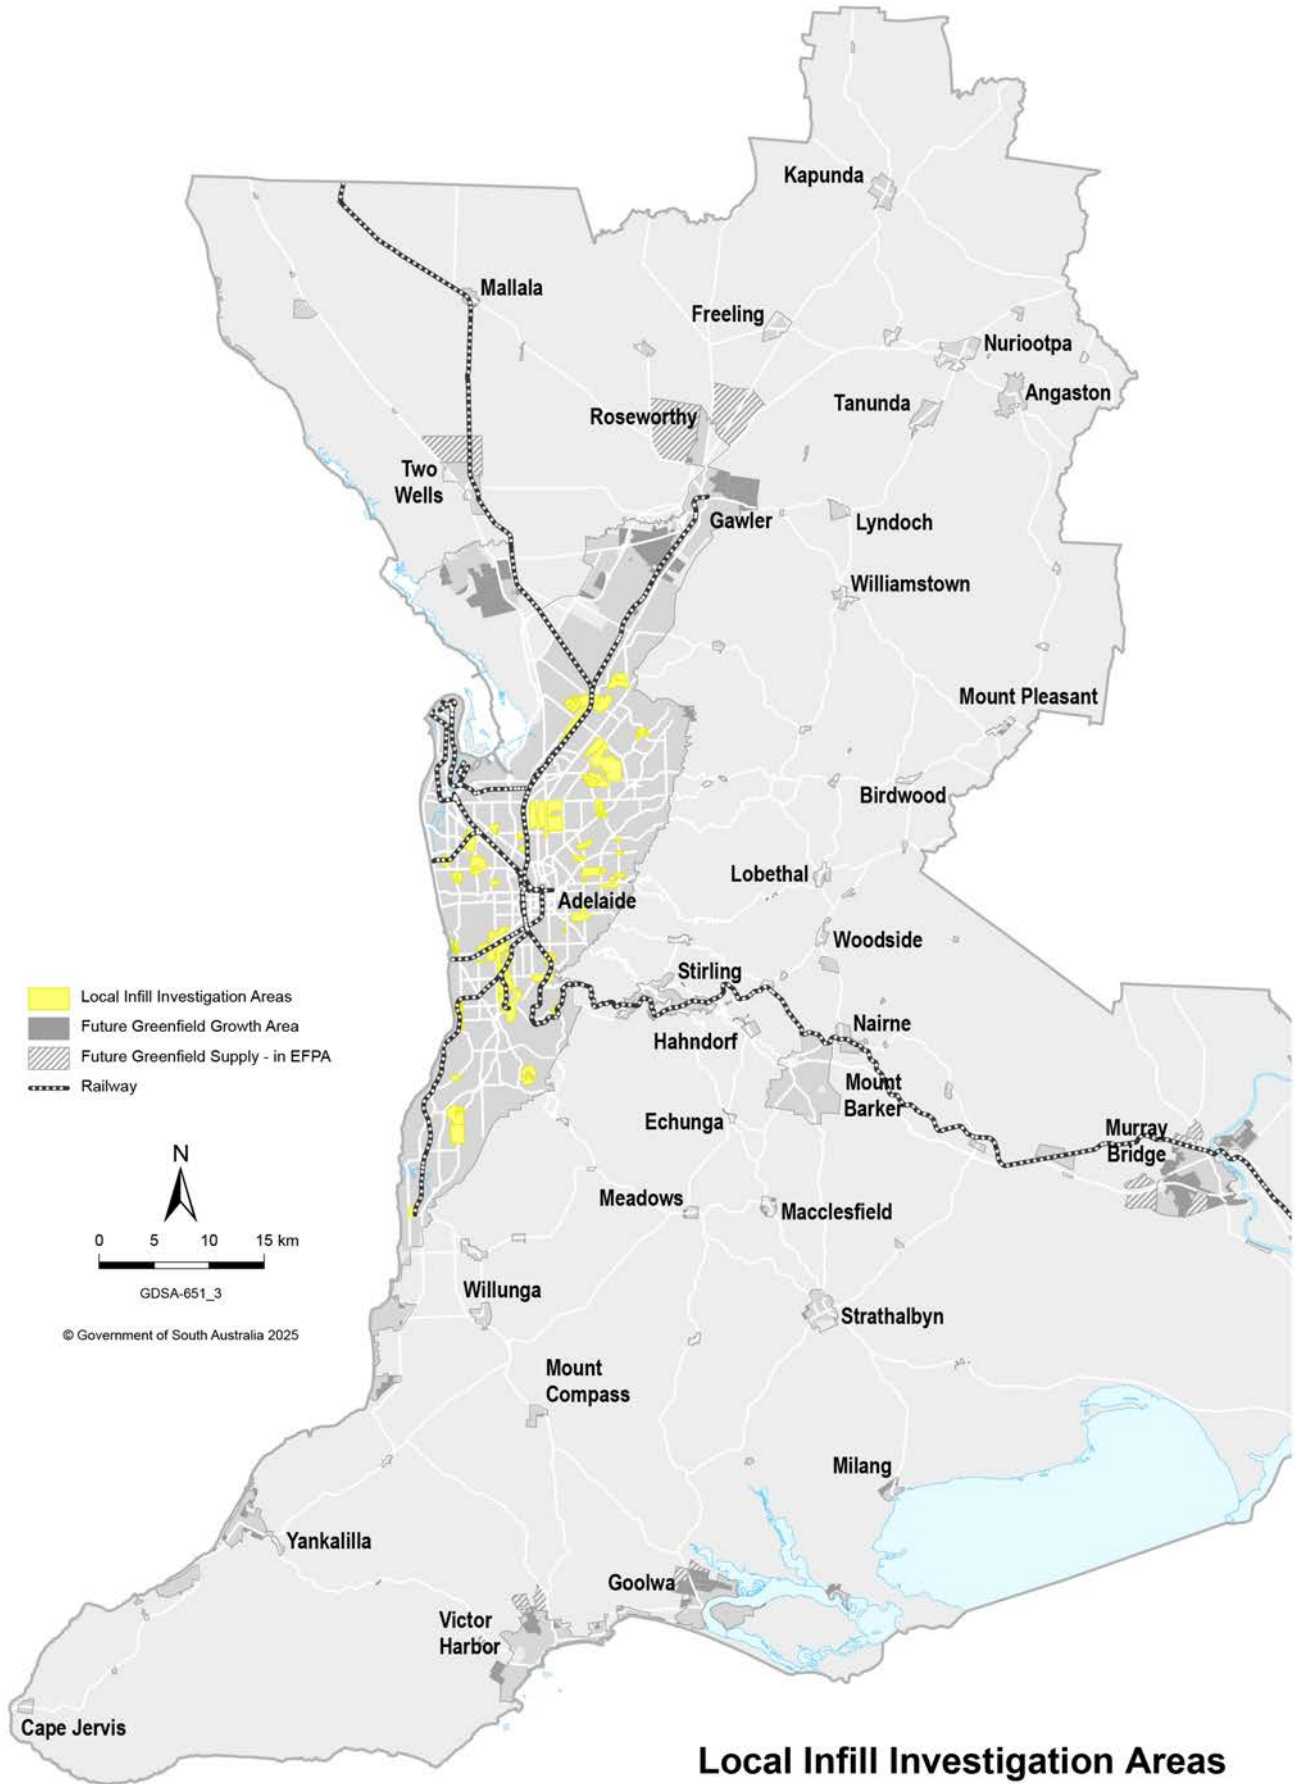 Kapunda
Mallala
Freeling
Nuriootpa
Angaston
Tanunda
Roseworthy
Two
Wells
Gawler
Lyndoch
Williamstown
Mount Pleasant
Birdwood
Lobethal
Adelaide
Woodside
Stirling
Hahndorf
Nairne
Mount
Barker
Echunga
Murray
Bridge
Meadows
Macclesfield
Local Infill Investigation Areas
Future Greenfield Growth Area
Future Greenfield Supply - in EFPA
Railway
N
0 5 10 15 km
GDSA-651_3
© Government of South Australia 2025
Willunga
Strathalbyn
Mount
Compass
Milang
Yankalilla
Goolwa
Victor
Harbor
Cape Jervis
Local Infill Investigation Areas